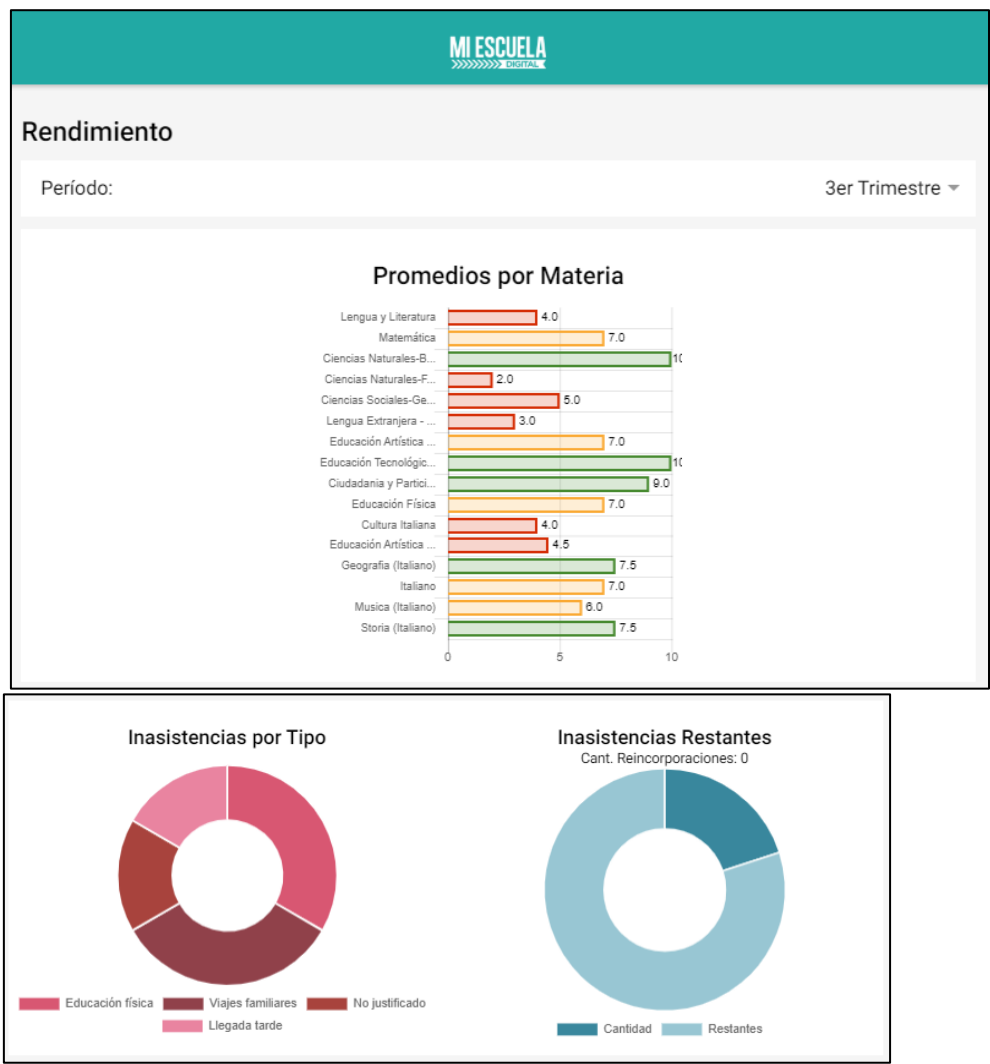 MI ESCUELA
DIGITAL
Rendimiento
Período:
3er Trimestre
Promedios por Materia
Lengua y Literatura 4.0
Matemática 7.0
Ciencias Naturales-B... 10
Ciencias Naturales-F... 2.0
Ciencias Sociales-Ge... 5.0
Lengua Extranjera - ... 3.0
Educación Artística ... 7.0
Educación Tecnológic... 10
Ciudadania y Partici... 9.0
Educación Física 7.0
Cultura Italiana 4.0
Educación Artística ... 4.5
Geografia (Italiano) 7.5
Italiano 7.0
Musica (Italiano) 6.0
Storia (Italiano) 7.5
0 5 10
Inasistencias por Tipo
Educación física Viajes familiares No justificado
Llegada tarde
Inasistencias Restantes
Cant. Reincorporaciones: 0
Cantidad Restantes